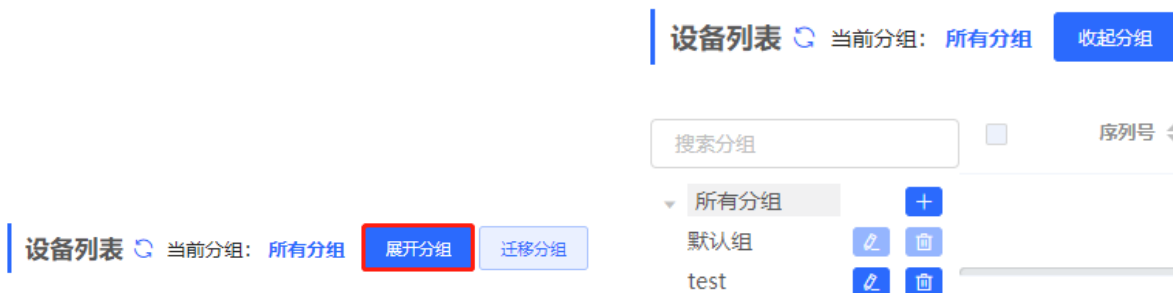 设备列表 当前分组： 所有分组 展开分组 迁移分组
设备列表 当前分组： 所有分组 收起分组
搜索分组
序列号
所有分组
默认组
test